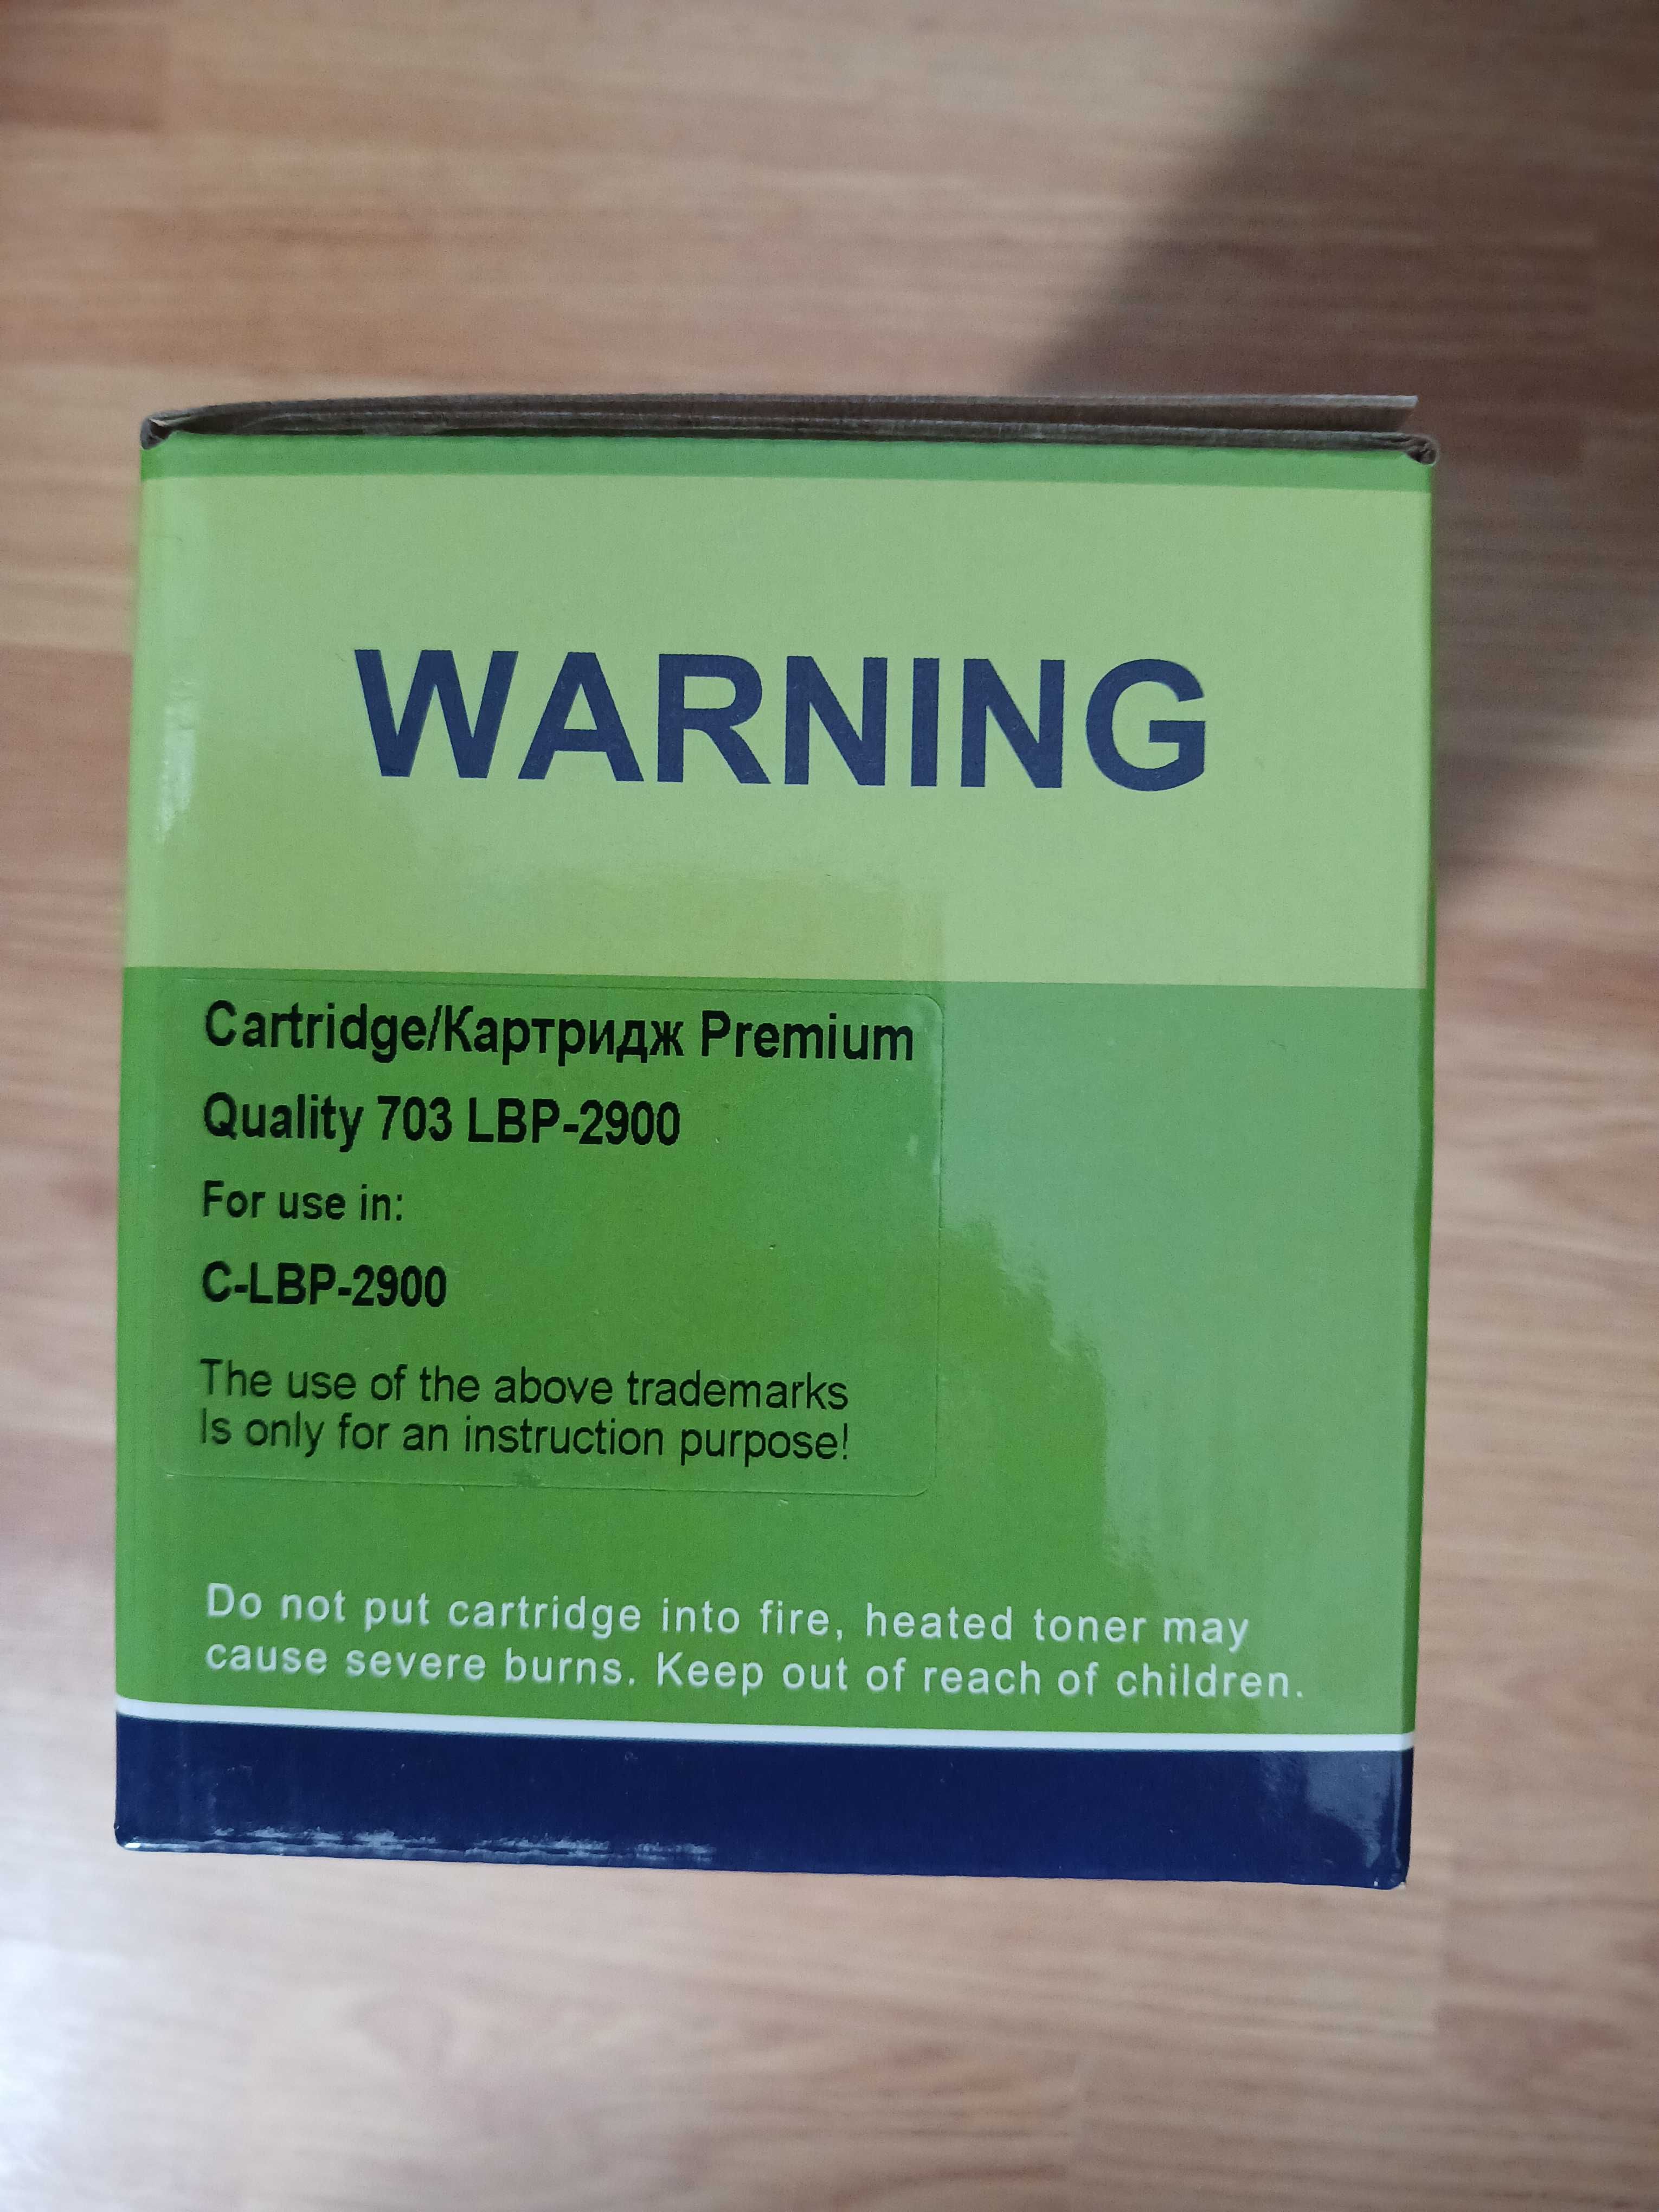 WARNING
Cartridge/Картридж Premium
Quality 703 LBP-2900
For use in:
C-LBP-2900
The use of the above trademarks
Is only for an instruction purpose!
Do not put cartridge into fire, heated toner may
cause severe burns. Keep out of reach of children.